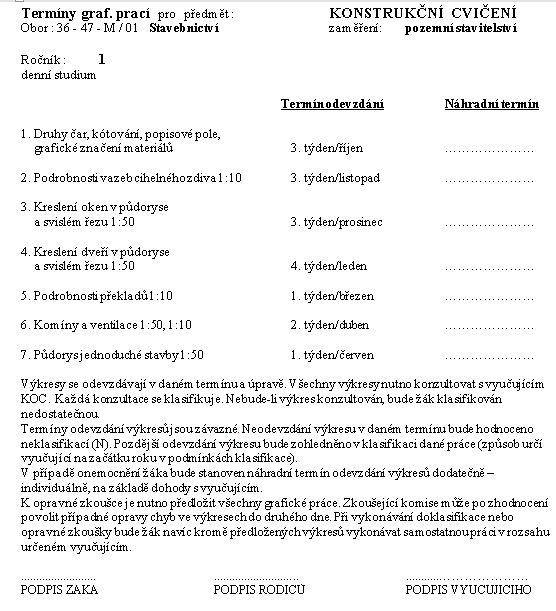 Termíny graf. prací pro předmět : KONSTRUKČNÍ CVIČENÍ
Obor : 36 - 47 - M / 01 Stavebnictví zaměření: pozemní stavitelství
Ročník : 1
denní studium
Termín odevzdání Náhradní termín
1. Druhy čar, kótování, popisové pole,
grafické značení materiálů 3. týden/říjen .......................
2. Podrobnosti vazeb cihelného zdiva 1:10 3. týden/listopad .......................
3. Kreslení oken v půdoryse
a svislém řezu 1:50 3. týden/prosinec .......................
4. Kreslení dveří v půdoryse
a svislém řezu 1:50 4. týden/leden .......................
5. Podrobnosti překladů 1:10 1. týden/březen .......................
6. Komíny a ventilace 1:50, 1:10 2. týden/duben .......................
7. Půdorys jednoduché stavby 1:50 1. týden/červen .......................
Výkresy se odevzdávají v daném termínu a úpravě. Všechny výkresy nutno konzultovat s vyučujícím
KOC. Každá konzultace se klasifikuje. Nebude-li výkres konzultován, bude žák klasifikován
nedostatečnou.
Termíny odevzdání výkresů jsou závazné. Neodevzdání výkresu v daném termínu bude hodnoceno
neklasifikací (N). Pozdější odevzdání výkresu bude zohledněno v klasifikaci dané práce (způsob určí
vyučující na začátku roku v podmínkách klasifikace).
V případě onemocnění žáka bude stanoven náhradní termín odevzdání výkresů dodatečně –
individuálně, na základě dohody s vyučujícím.
K opravné zkoušce je nutno předložit všechny grafické práce. Zkoušející komise může po zhodnocení
povolit případné opravy chyb ve výkresech do druhého dne. Při vykonávání doklasifikace nebo
opravné zkoušky bude žák navíc kromě předložených výkresů vykonávat samostatnou práci v rozsahu
určeném vyučujícím.
.......................... ............................. ...............................
PODPIS ŽÁKA PODPIS RODIČŮ PODPIS VYUČUJÍCÍHO